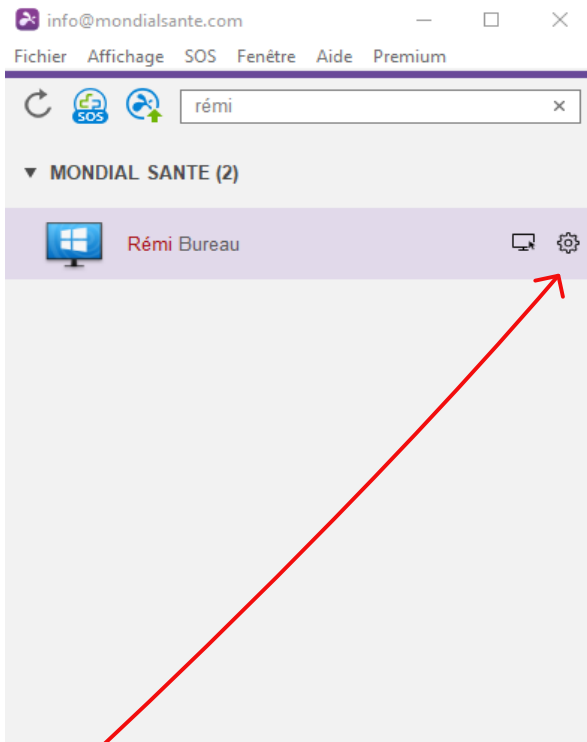 info@mondialsante.com
Fichier Affichage SOS Fenêtre Aide Premium
SOS rémi
MONDIAL SANTE (2)
Rémi Bureau